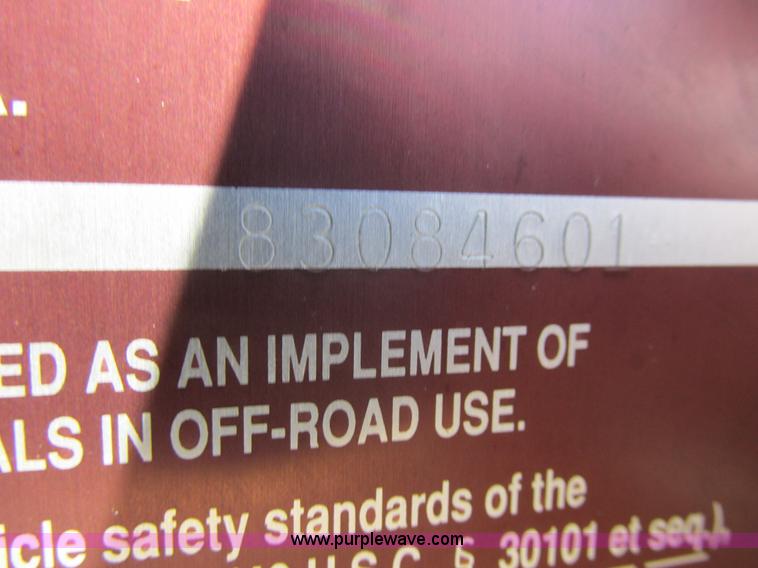 .
83084601
ED AS AN IMPLEMENT OF
ALS IN OFF-ROAD USE.
icle safety standards of the
U.S.C. § 30101 et seq.).
www.purplewave.com